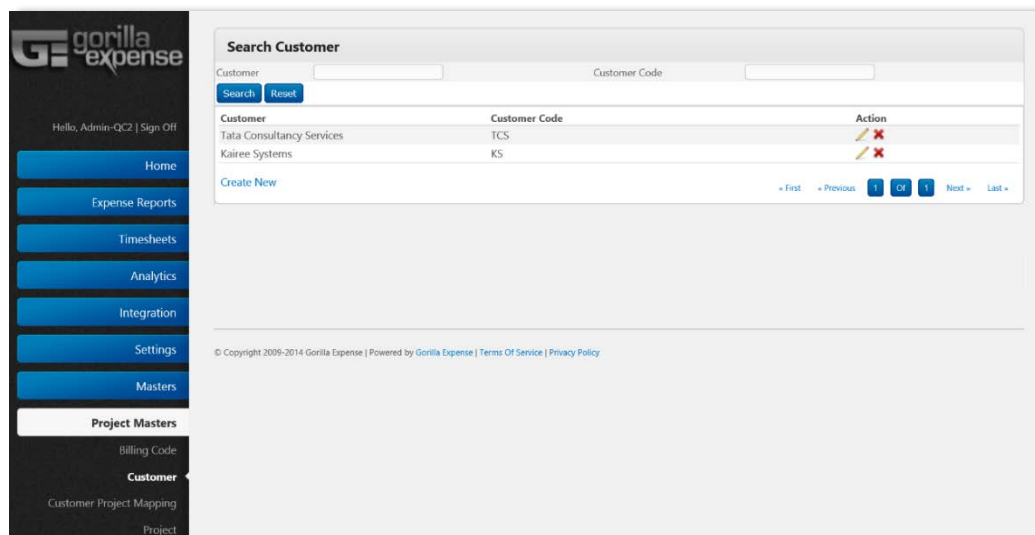 gorilla
expense
Hello, Admin-QC2 | Sign Off
Home
Expense Reports
Timesheets
Analytics
Integration
Settings
Masters
Project Masters
Billing Code
Customer
Customer Project Mapping
Project
Search Customer
Customer Customer Code
Search Reset
Customer Customer Code Action
Tata Consultancy Services TCS
Kairee Systems KS
Create New
« First « Previous 1 Of 1 Next » Last »
© Copyright 2009-2014 Gorilla Expense | Powered by Gorilla Expense | Terms Of Service | Privacy Policy